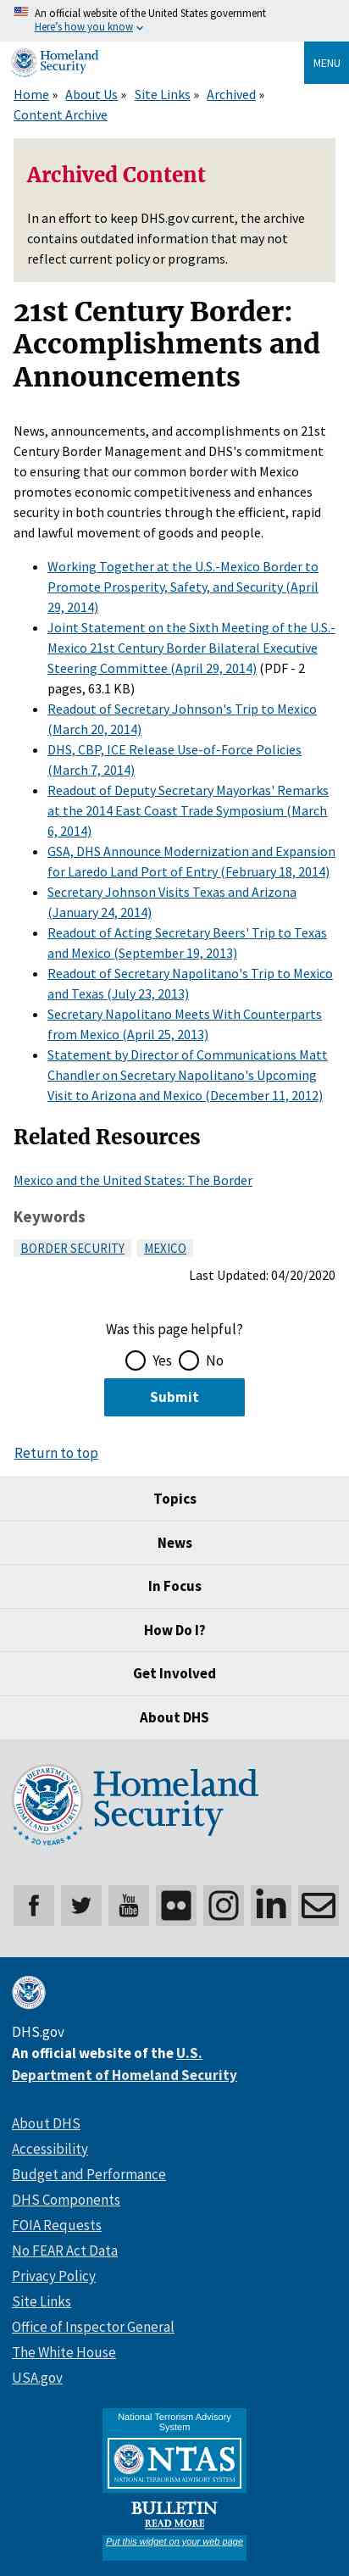 An official website of the United States government
Here's how you know
Homeland
Security
MENU
Home » About Us » Site Links » Archived »
Content Archive
Archived Content
In an effort to keep DHS.gov current, the archive
contains outdated information that may not
reflect current policy or programs.
21st Century Border:
Accomplishments and
Announcements
News, announcements, and accomplishments on 21st
Century Border Management and DHS's commitment
to ensuring that our common border with Mexico
promotes economic competitiveness and enhances
security in both countries through the efficient, rapid
and lawful movement of goods and people.
Working Together at the U.S.-Mexico Border to
Promote Prosperity, Safety, and Security (April
29, 2014)
Joint Statement on the Sixth Meeting of the U.S.-
Mexico 21st Century Border Bilateral Executive
Steering Committee (April 29, 2014) (PDF - 2
pages, 63.1 KB)
Readout of Secretary Johnson's Trip to Mexico
(March 20, 2014)
DHS, CBP, ICE Release Use-of-Force Policies
(March 7, 2014)
Readout of Deputy Secretary Mayorkas' Remarks
at the 2014 East Coast Trade Symposium (March
6, 2014)
GSA, DHS Announce Modernization and Expansion
for Laredo Land Port of Entry (February 18, 2014)
Secretary Johnson Visits Texas and Arizona
(January 24, 2014)
Readout of Acting Secretary Beers' Trip to Texas
and Mexico (September 19, 2013)
Readout of Secretary Napolitano's Trip to Mexico
and Texas (July 23, 2013)
Secretary Napolitano Meets With Counterparts
from Mexico (April 25, 2013)
Statement by Director of Communications Matt
Chandler on Secretary Napolitano's Upcoming
Visit to Arizona and Mexico (December 11, 2012)
Related Resources
Mexico and the United States: The Border
Keywords
BORDER SECURITY MEXICO
Last Updated: 04/20/2020
Was this page helpful?
Yes No
Submit
Return to top
Topics
News
In Focus
How Do I?
Get Involved
About DHS
Homeland
Security
20 YEARS
You
Tube
in
DHS.gov
An official website of the U.S.
Department of Homeland Security
About DHS
Accessibility
Budget and Performance
DHS Components
FOIA Requests
No FEAR Act Data
Privacy Policy
Site Links
Office of Inspector General
The White House
USA.gov
National Terrorism Advisory
System
NTAS
NATIONAL TERRORISM ADVISORY SYSTEM
BULLETIN
READ MORE
Put this widget on your web page